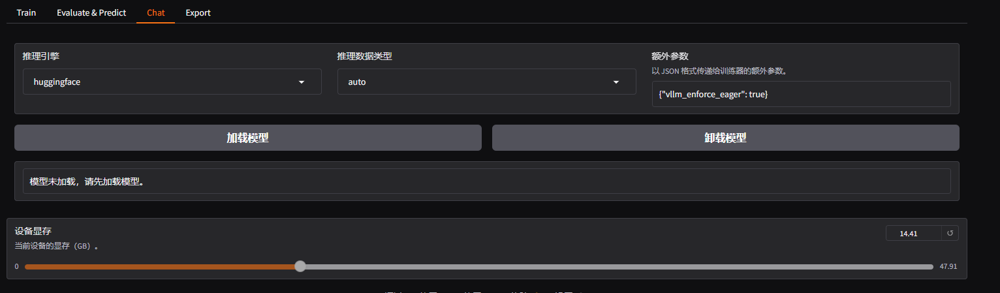 Train Evaluate & Predict Chat Export
推理引擎 推理数据类型 额外参数
以 JSON 格式传递给训练器的额外参数。
huggingface auto
{"vllm_enforce_eager": true}
加载模型 卸载模型
模型未加载，请先加载模型。
设备显存
14.41
当前设备的显存（GB）。
0 47.91